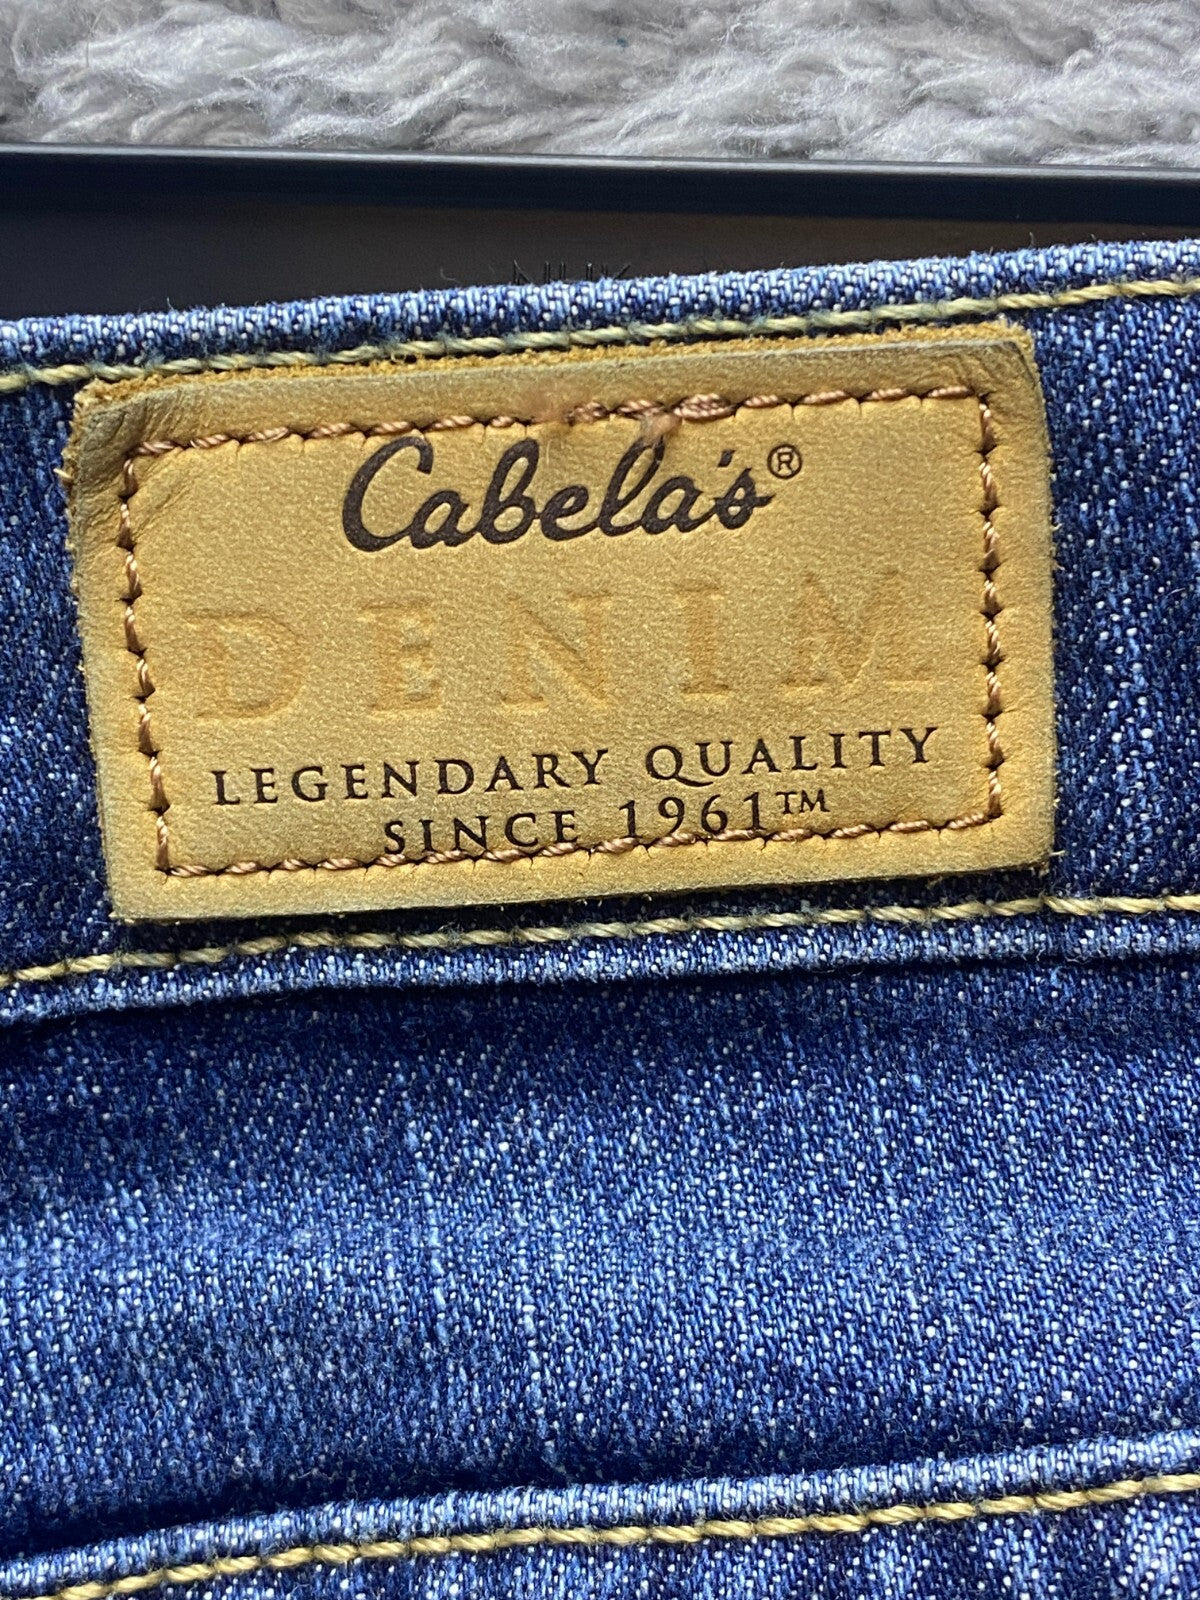 Cabela's®
DENIM
LEGENDARY QUALITY
SINCE 1961™